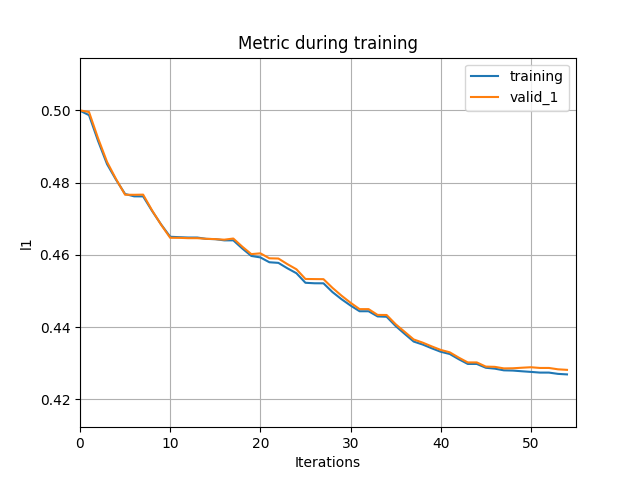 Metric during training
training
valid_1
l1
0.50
0.48
0.46
0.44
0.42
0 10 20 30 40 50
Iterations